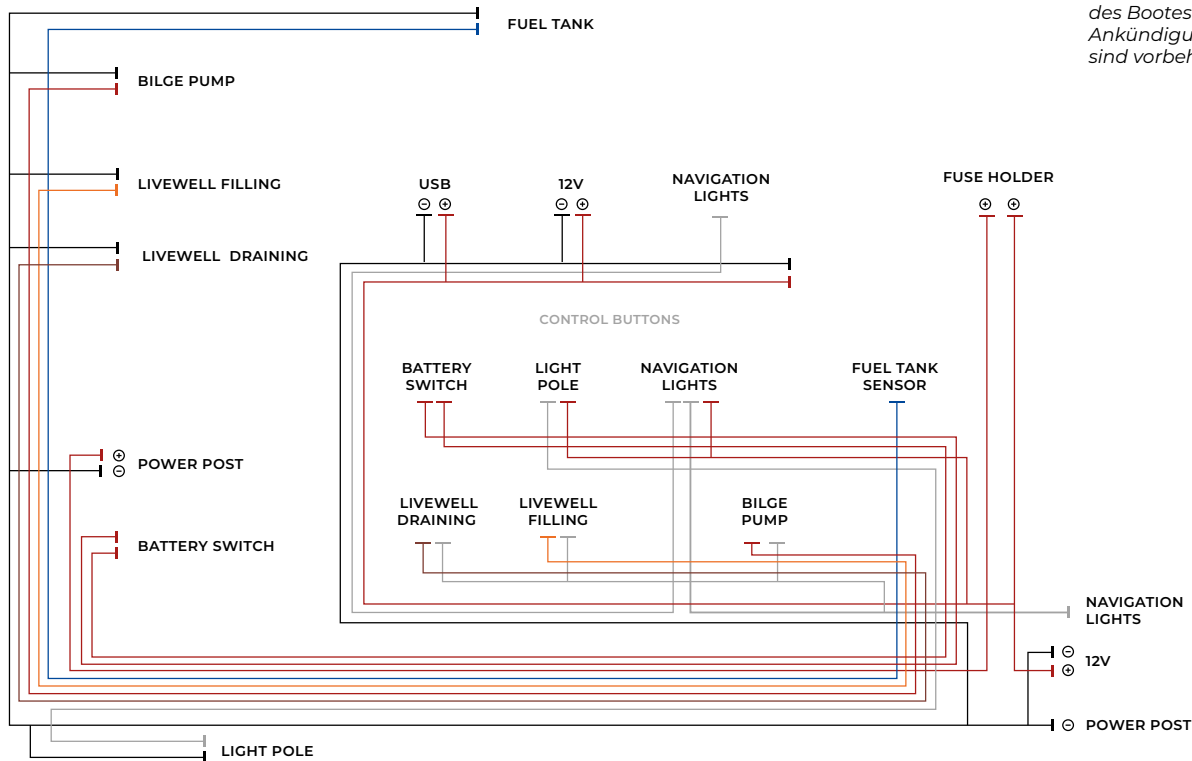 des Bootes
Ankündigu
sind vorbeh
FUEL TANK
BILGE PUMP
LIVEWELL FILLING
LIVEWELL DRAINING
USB
⊖ ⊕
12V
⊖ ⊕
NAVIGATION
LIGHTS
FUSE HOLDER
⊕ ⊕
CONTROL BUTTONS
BATTERY
SWITCH
LIGHT
POLE
NAVIGATION
LIGHTS
FUEL TANK
SENSOR
⊕
⊖ POWER POST
LIVEWELL
DRAINING
LIVEWELL
FILLING
BILGE
PUMP
BATTERY SWITCH
NAVIGATION
LIGHTS
⊖
⊕ 12V
⊖ POWER POST
LIGHT POLE